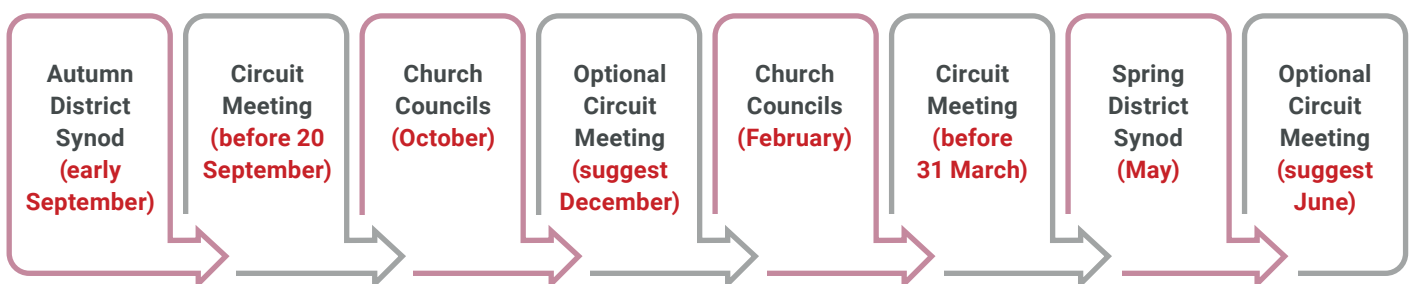 Autumn
District
Synod
(early
September)
Circuit
Meeting
(before 20
September)
Church
Councils
(October)
Optional
Circuit
Meeting
(suggest
December)
Church
Councils
(February)
Circuit
Meeting
(before
31 March)
Spring
District
Synod
(May)
Optional
Circuit
Meeting
(suggest
June)